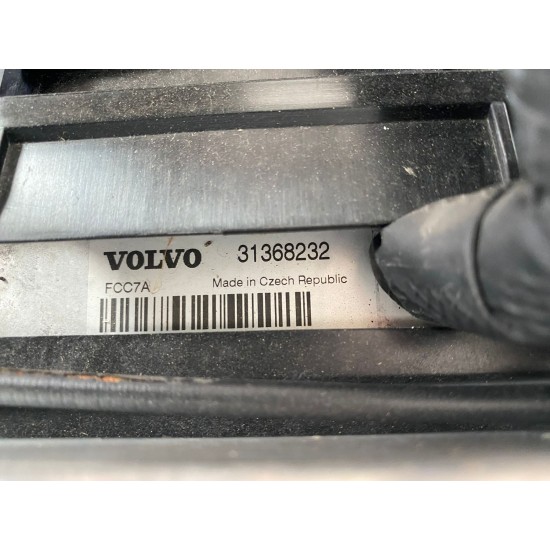 VOLVO 31368232
FCC7A Made in Czech Republic